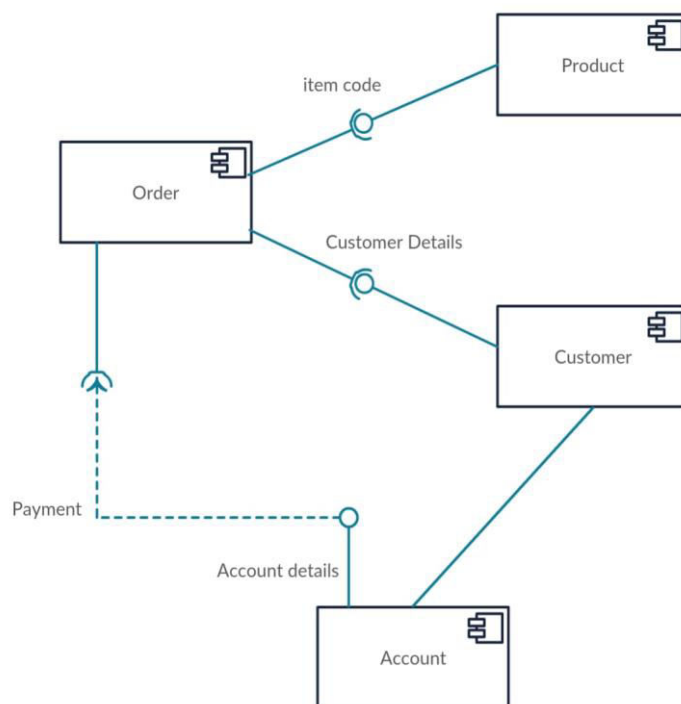 Product
item code
Order
Customer Details
Customer
Payment
Account details
Account